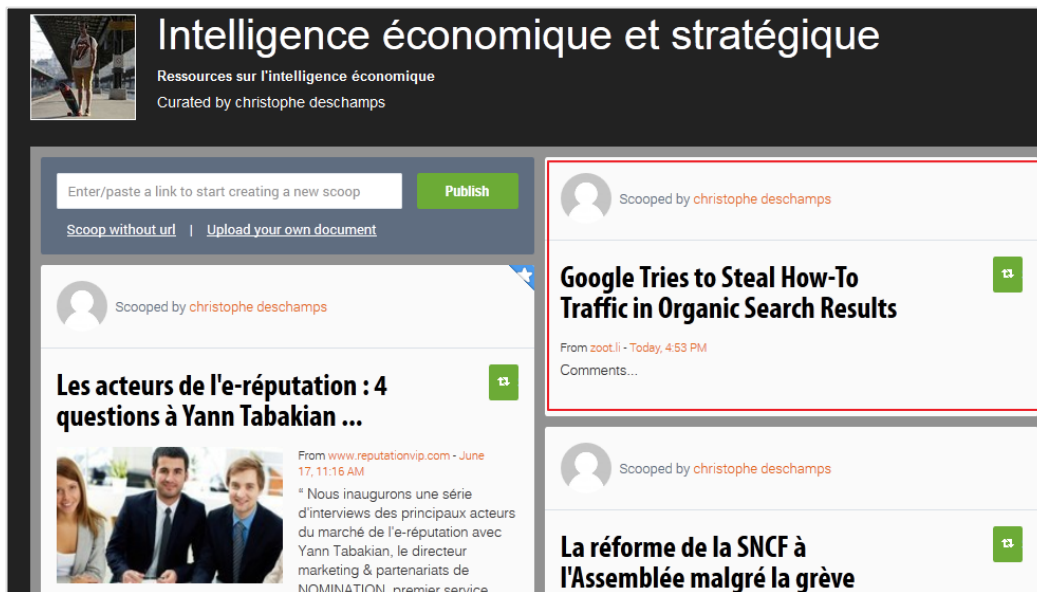 Intelligence économique et stratégique
Ressources sur l'intelligence économique
Curated by christophe deschamps
Enter/paste a link to start creating a new scoop
Publish
Scoop without url | Upload your own document
Scooped by christophe deschamps
Les acteurs de l'e-réputation : 4
questions à Yann Tabakian ...
From www.reputationvip.com - June
17, 11:16 AM
“ Nous inaugurons une série
d'interviews des principaux acteurs
du marché de l'e-réputation avec
Yann Tabakian, le directeur
marketing & partenariats de
NOMINATION, premier service
Scooped by christophe deschamps
Google Tries to Steal How-To
Traffic in Organic Search Results
From zoot.li - Today, 4:53 PM
Comments...
Scooped by christophe deschamps
La réforme de la SNCF à
l'Assemblée malgré la grève